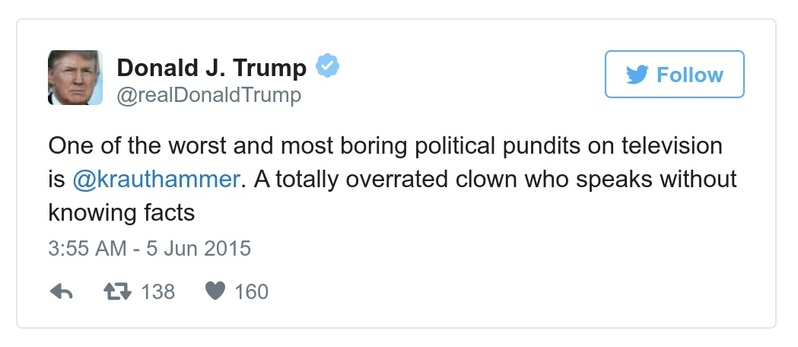 Donald J. Trump
@realDonaldTrump
Follow
One of the worst and most boring political pundits on television
is @krauthammer. A totally overrated clown who speaks without
knowing facts
3:55 AM - 5 Jun 2015
138 160